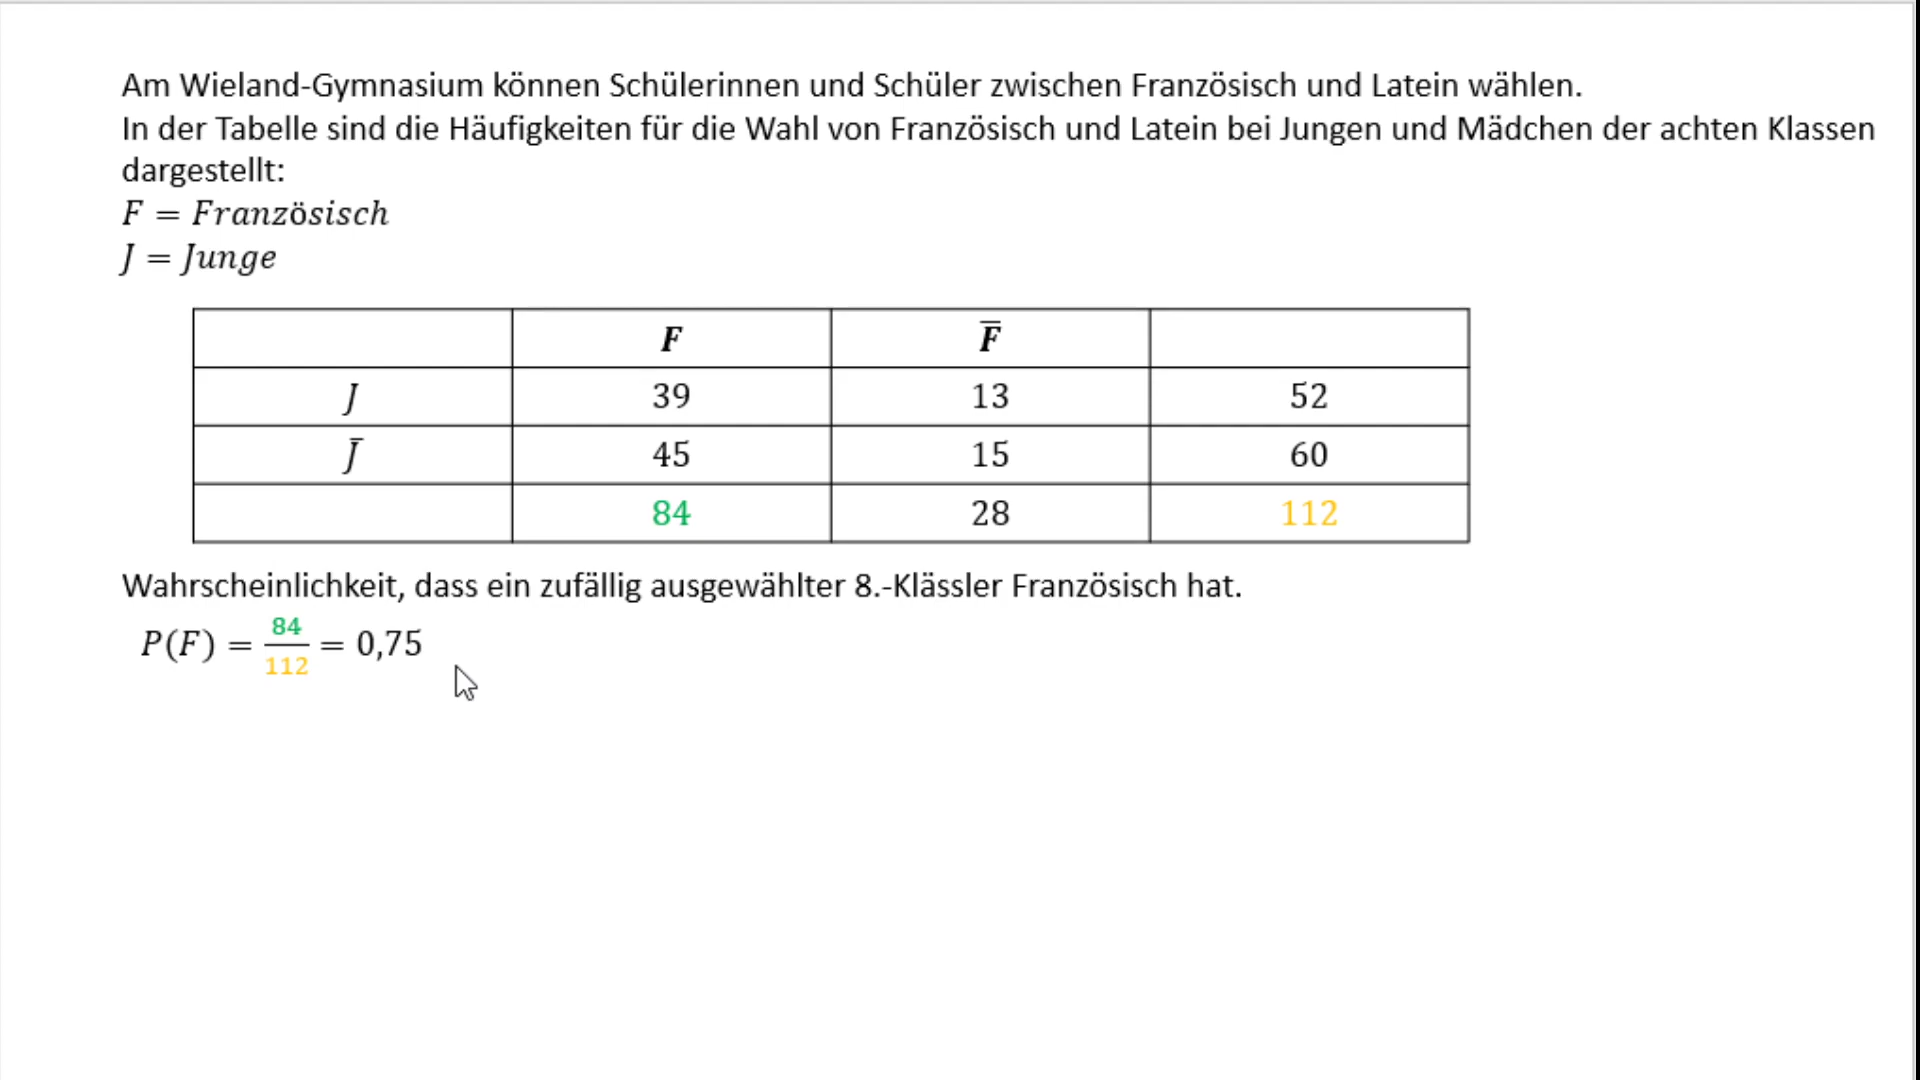 Am Wieland-Gymnasium können Schülerinnen und Schüler zwischen Französisch und Latein wählen.
In der Tabelle sind die Häufigkeiten für die Wahl von Französisch und Latein bei Jungen und Mädchen der achten Klassen
dargestellt:
F = Französisch
J = Junge
F F̅
J 39 13 52
J̅ 45 15 60
84 28 112
Wahrscheinlichkeit, dass ein zufällig ausgewählter 8.-Klässler Französisch hat.
P(F) = 84/112 = 0,75